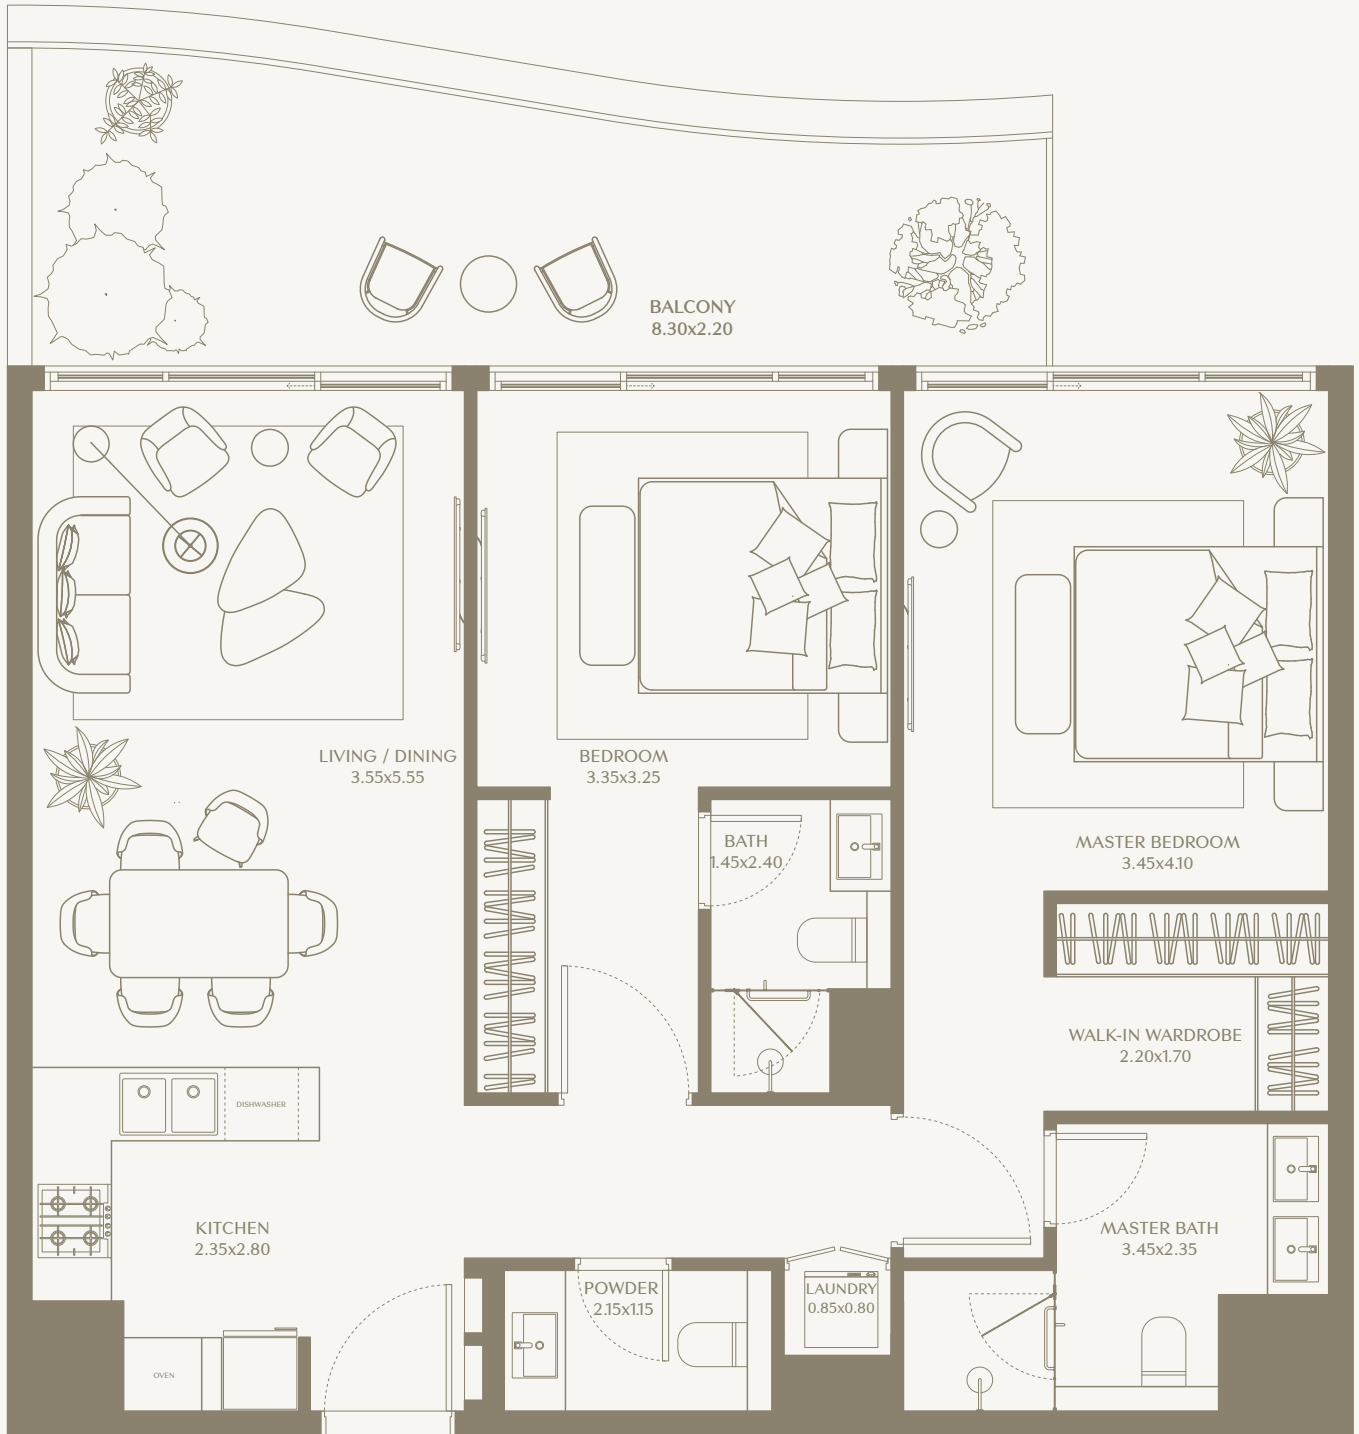 BALCONY
8.30x2.20
LIVING / DINING
3.55x5.55
BEDROOM
3.35x3.25
BATH
1.45x2.40
MASTER BEDROOM
3.45x4.10
WALK-IN WARDROBE
2.20x1.70
DISHWASHER
KITCHEN
2.35x2.80
MASTER BATH
3.45x2.35
POWDER
2.15x1.15
LAUNDRY
0.85x0.80
OVEN